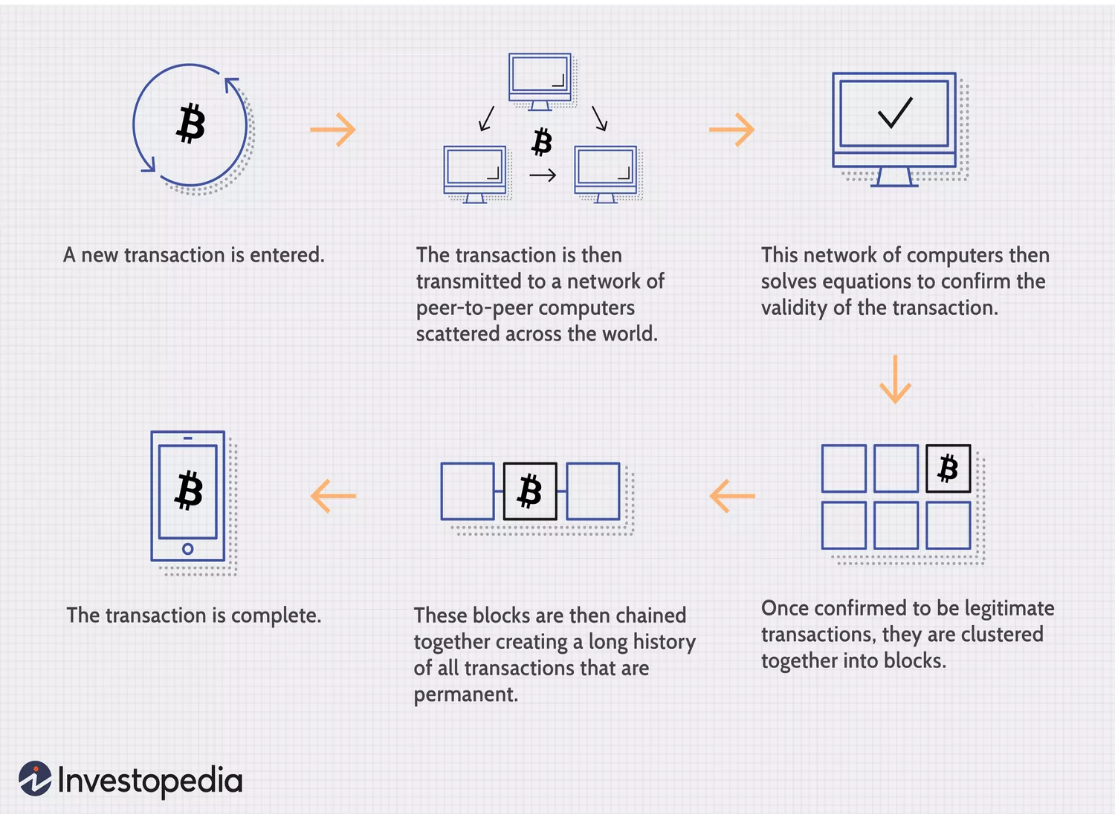 A new transaction is entered.
The transaction is then
transmitted to a network of
peer-to-peer computers
scattered across the world.
This network of computers then
solves equations to confirm the
validity of the transaction.
Once confirmed to be legitimate
transactions, they are clustered
together into blocks.
These blocks are then chained
together creating a long history
of all transactions that are
permanent.
The transaction is complete.
Investopedia